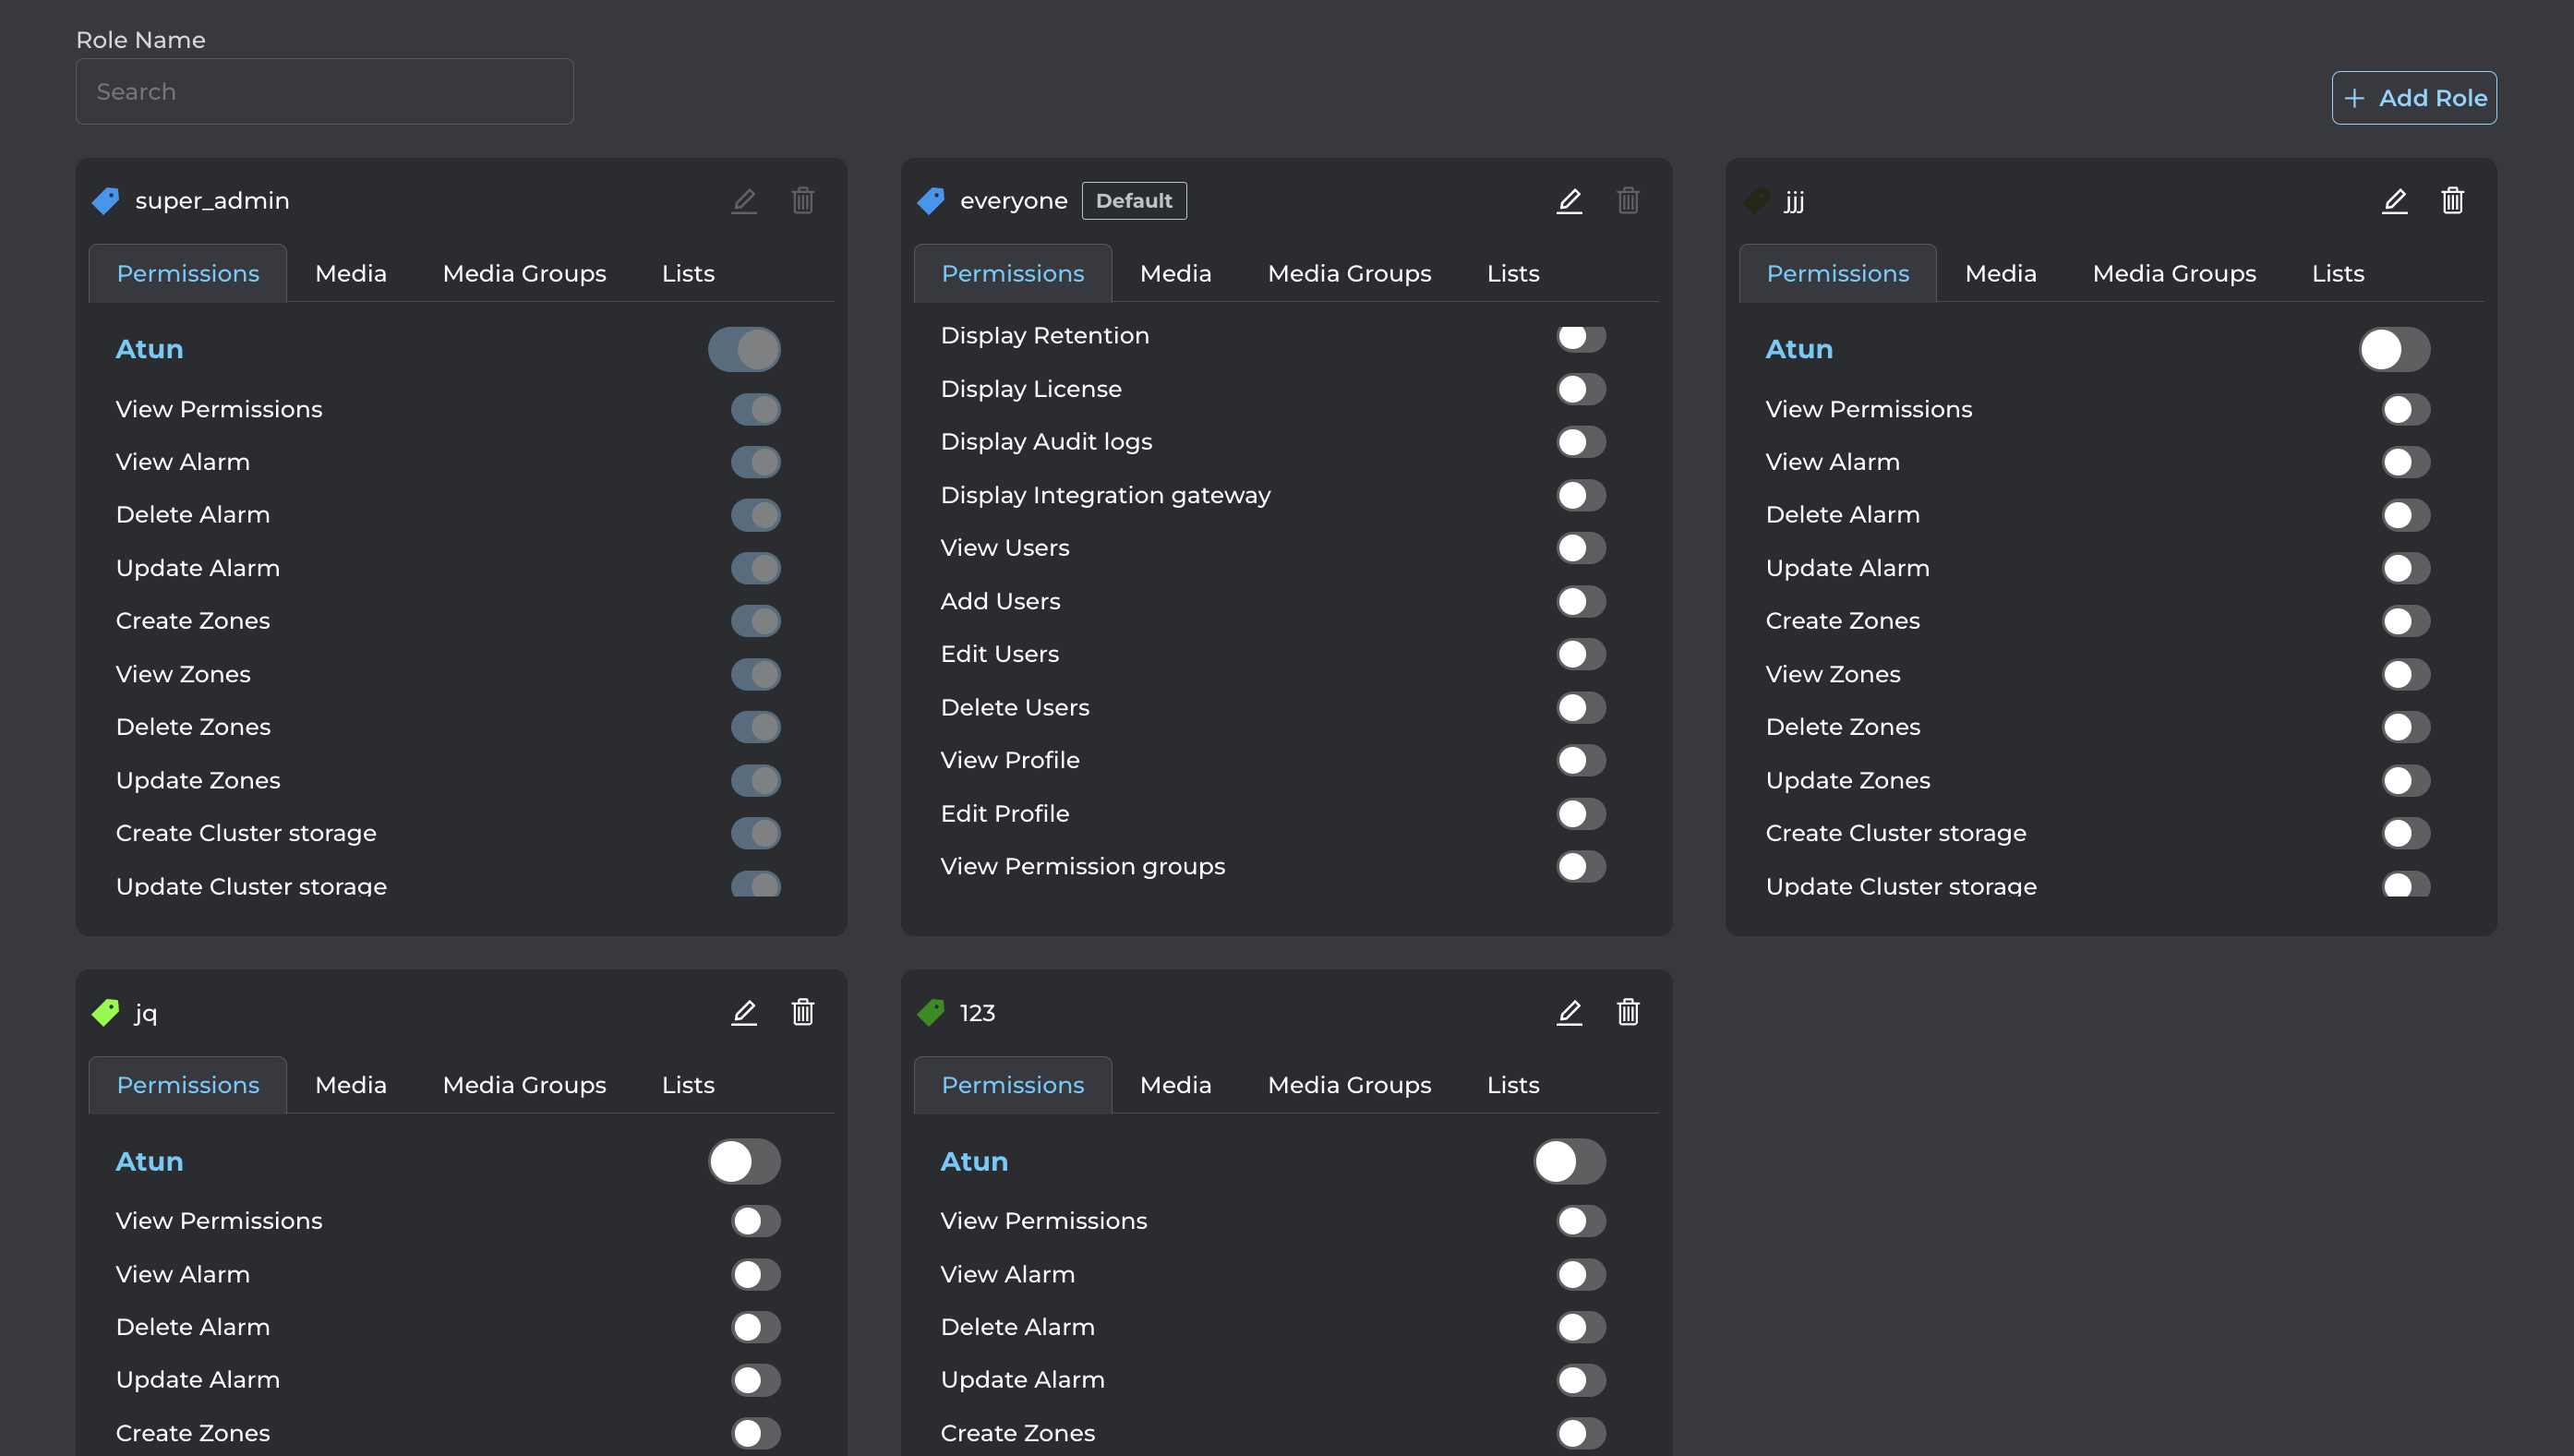 Role Name
Search
+ Add Role
super_admin
Permissions Media Media Groups Lists
Atun
View Permissions
View Alarm
Delete Alarm
Update Alarm
Create Zones
View Zones
Delete Zones
Update Zones
Create Cluster storage
Update Cluster storage
everyone Default
Permissions Media Media Groups Lists
Display Retention
Display License
Display Audit logs
Display Integration gateway
View Users
Add Users
Edit Users
Delete Users
View Profile
Edit Profile
View Permission groups
jjj
Permissions Media Media Groups Lists
Atun
View Permissions
View Alarm
Delete Alarm
Update Alarm
Create Zones
View Zones
Delete Zones
Update Zones
Create Cluster storage
Update Cluster storage
jq
Permissions Media Media Groups Lists
Atun
View Permissions
View Alarm
Delete Alarm
Update Alarm
Create Zones
123
Permissions Media Media Groups Lists
Atun
View Permissions
View Alarm
Delete Alarm
Update Alarm
Create Zones